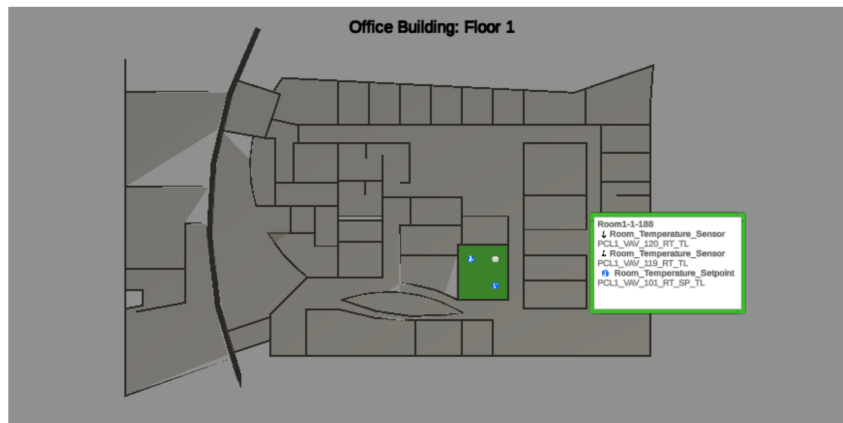 Office Building: Floor 1
Room1-1-188
Room_Temperature_Sensor
PCL1_VAV_120_RT_TL
Room_Temperature_Sensor
PCL1_VAV_119_RT_TL
Room_Temperature_Setpoint
PCL1_VAV_101_RT_SP_TL